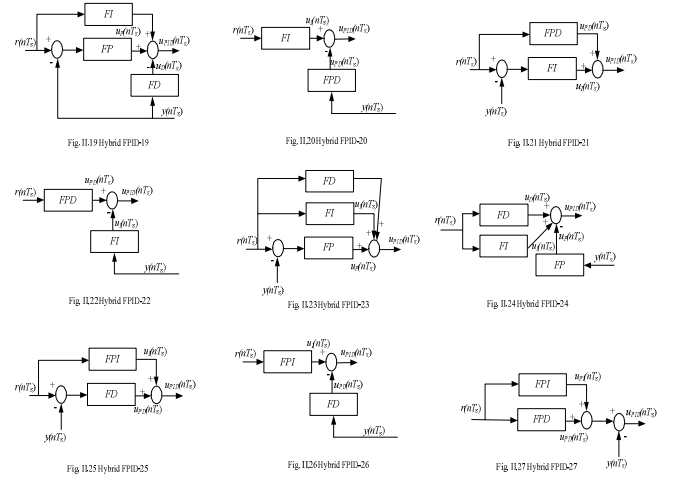 FI
r(nTs) + FP + uPID(nTs)
uI(nTs)
uP(nTs)
-
uD(nTs)
FD
y(nTs)
Fig. II.19 Hybrid FPID-19
r(nTs) FI uI(nTs) + uPID(nTs)
-
uPD(nTs)
FPD
y(nTs)
Fig. II.20 Hybrid FPID-20
FPD uPD(nTs)
r(nTs) + FI + uPID(nTs)
-
uI(nTs)
y(nTs)
Fig. II.21 Hybrid FPID-21
r(nTs) FPD uPD(nTs) + uPID(nTs)
-
uI(nTs)
FI
y(nTs)
Fig. II.22 Hybrid FPID-22
FD
FI uI(nTs)
r(nTs) + FP + uPID(nTs)
-
uP(nTs)
y(nTs)
Fig. II.23 Hybrid FPID-23
FD uD(nTs) + uPID(nTs)
r(nTs)
FI uI(nTs) + - uP(nTs)
FP y(nTs)
Fig. II.24 Hybrid FPID-24
FPI uI(nTs)
r(nTs) + FD + uPID(nTs)
-
uPD(nTs)
y(nTs)
Fig. II.25 Hybrid FPID-25
r(nTs) FPI uI(nTs) + uPID(nTs)
-
uPD(nTs)
FD
y(nTs)
Fig. II.26 Hybrid FPID-26
FPI uI(nTs)
r(nTs) FPD + + uPID(nTs)
uPD(nTs) -
y(nTs)
Fig. II.27 Hybrid FPID-27